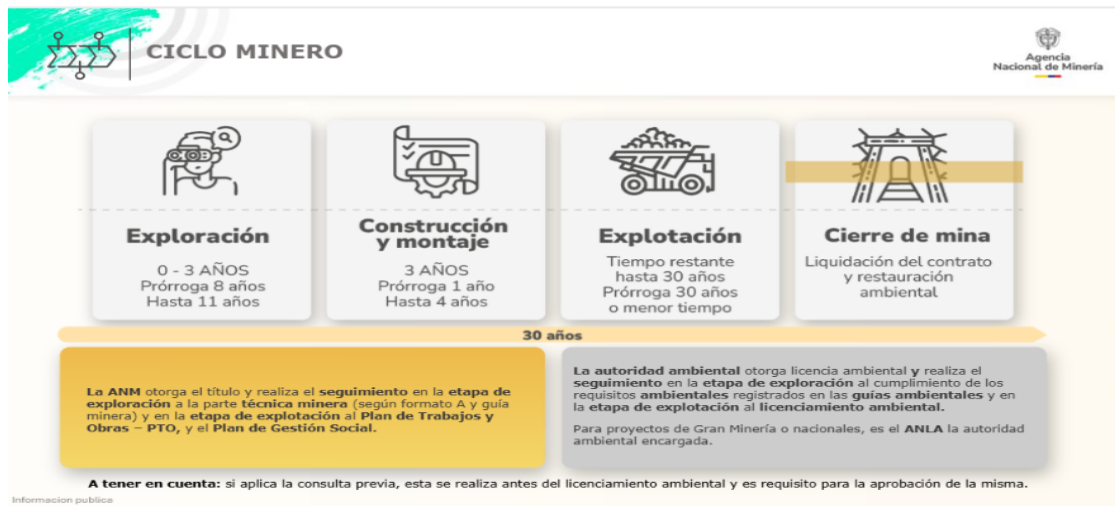 CICLO MINERO
Agencia
Nacional de Minería
Exploración
0 - 3 AÑOS
Prórroga 8 años
Hasta 11 años
Construcción
y montaje
3 AÑOS
Prórroga 1 año
Hasta 4 años
Explotación
Tiempo restante
hasta 30 años
Prórroga 30 años
o menor tiempo
Cierre de mina
Liquidación del contrato
y restauración
ambiental
30 años
La ANM otorga el título y realiza el seguimiento en la etapa de
exploración a la parte técnica minera (según formato A y guía
minera) y en la etapa de explotación al Plan de Trabajos y
Obras – PTO, y el Plan de Gestión Social.
La autoridad ambiental otorga licencia ambiental y realiza el
seguimiento en la etapa de exploración al cumplimiento de los
requisitos ambientales registrados en las guías ambientales y en
la etapa de explotación al licenciamiento ambiental.
Para proyectos de Gran Minería o nacionales, es el ANLA la autoridad
ambiental encargada.
A tener en cuenta: si aplica la consulta previa, esta se realiza antes del licenciamiento ambiental y es requisito para la aprobación de la misma.
Informacion publica